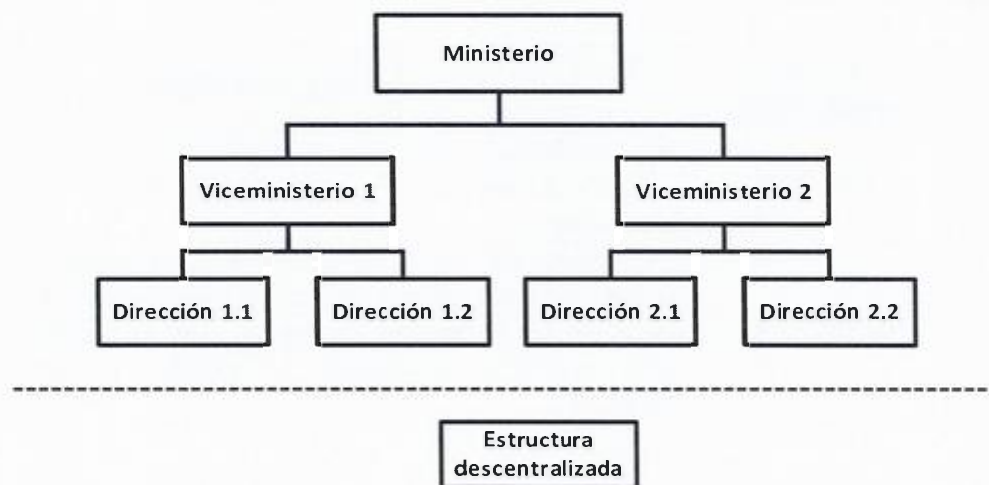 Ministerio
Viceministerio 1
Viceministerio 2
Dirección 1.1
Dirección 1.2
Dirección 2.1
Dirección 2.2
Estructura
descentralizada